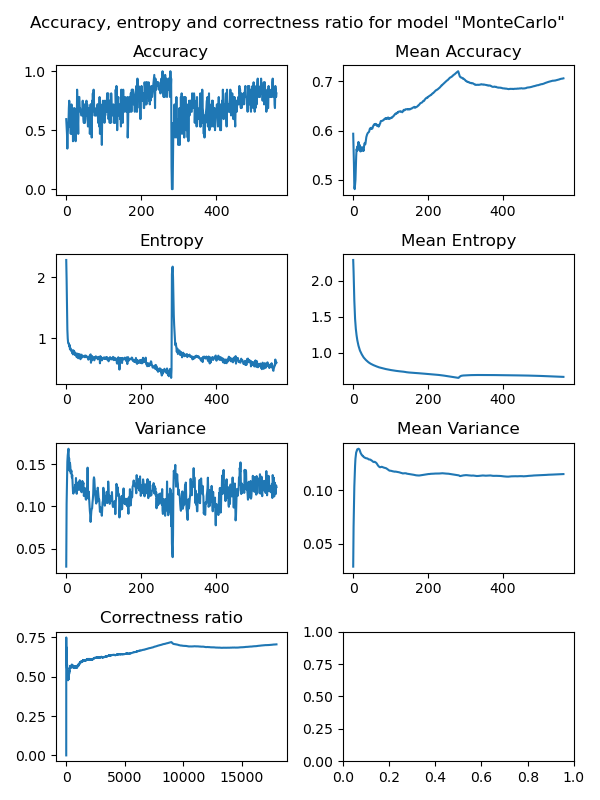 Accuracy, entropy and correctness ratio for model "MonteCarlo"
Accuracy
1.0
0.5
0.0
0 200 400
Mean Accuracy
0.7
0.6
0.5
0 200 400
Entropy
2
1
0 200 400
Mean Entropy
2.0
1.5
1.0
0 200 400
Variance
0.15
0.10
0.05
0 200 400
Mean Variance
0.10
0.05
0 200 400
Correctness ratio
0.75
0.50
0.25
0.00
0 5000 10000 15000
1.00
0.75
0.50
0.25
0.00
0.0 0.2 0.4 0.6 0.8 1.0